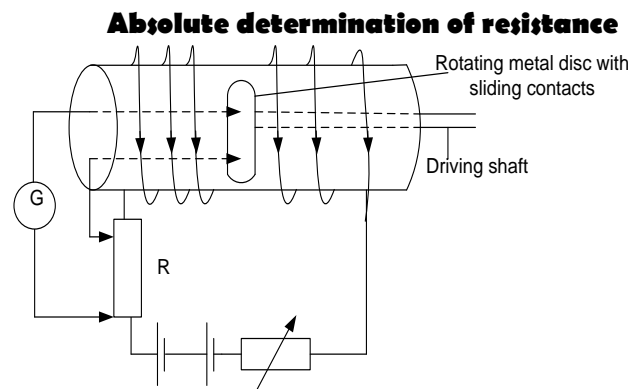 Absolute determination of resistance
Rotating metal disc with
sliding contacts
Driving shaft
G
R